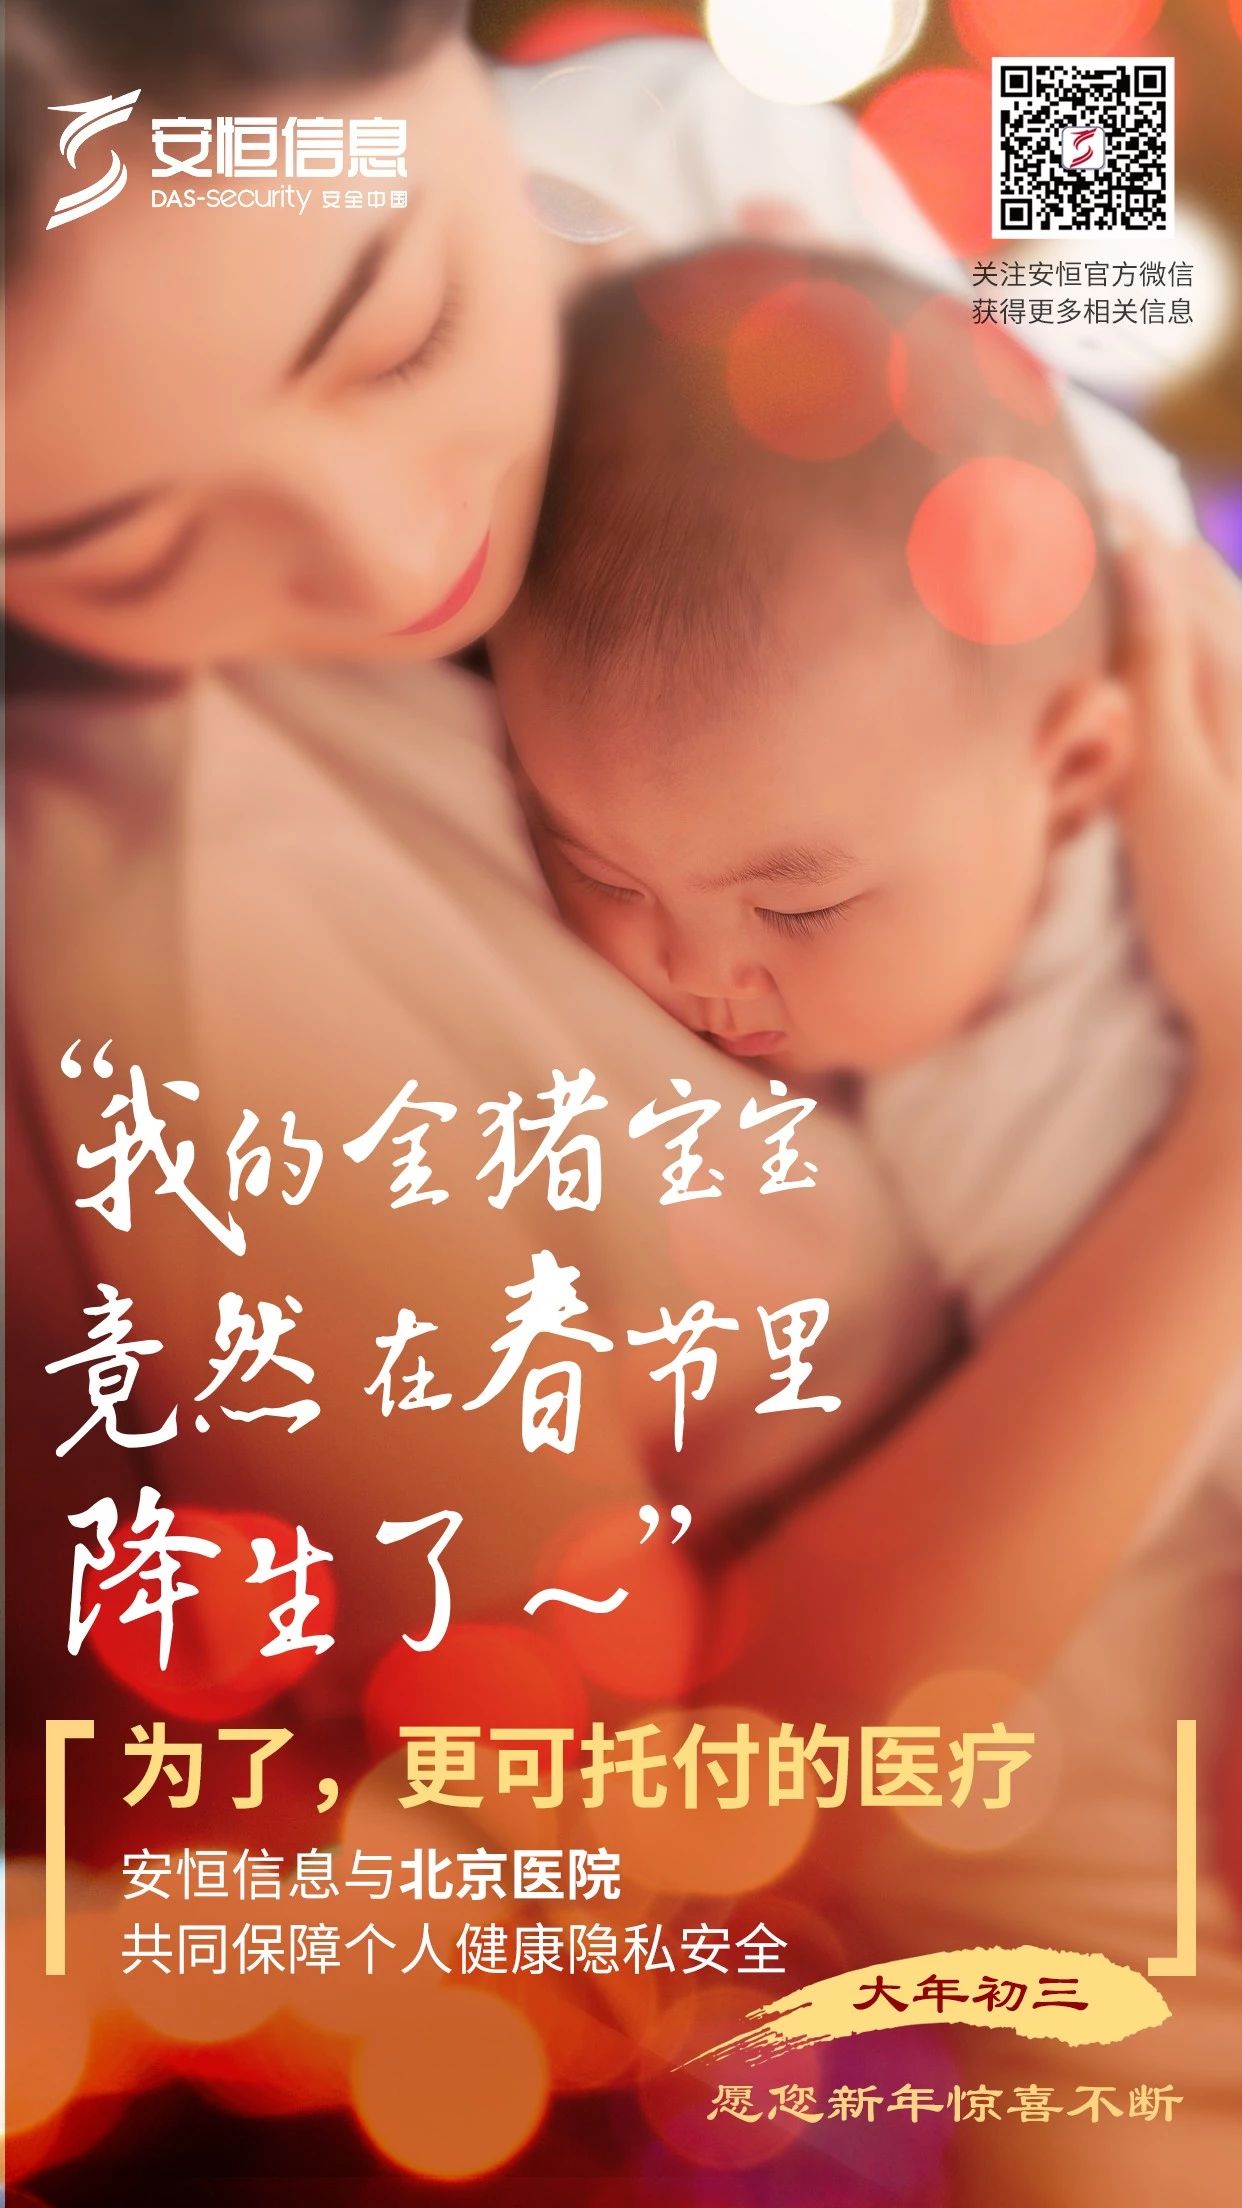 安恒信息
DAS-security 安全中国
关注安恒官方微信
获得更多相关信息
“我的金猪宝宝
竟然在春节里
降生了~”
为了，更可托付的医疗
安恒信息与北京医院
共同保障个人健康隐私安全
大年初三
愿您新年惊喜不断